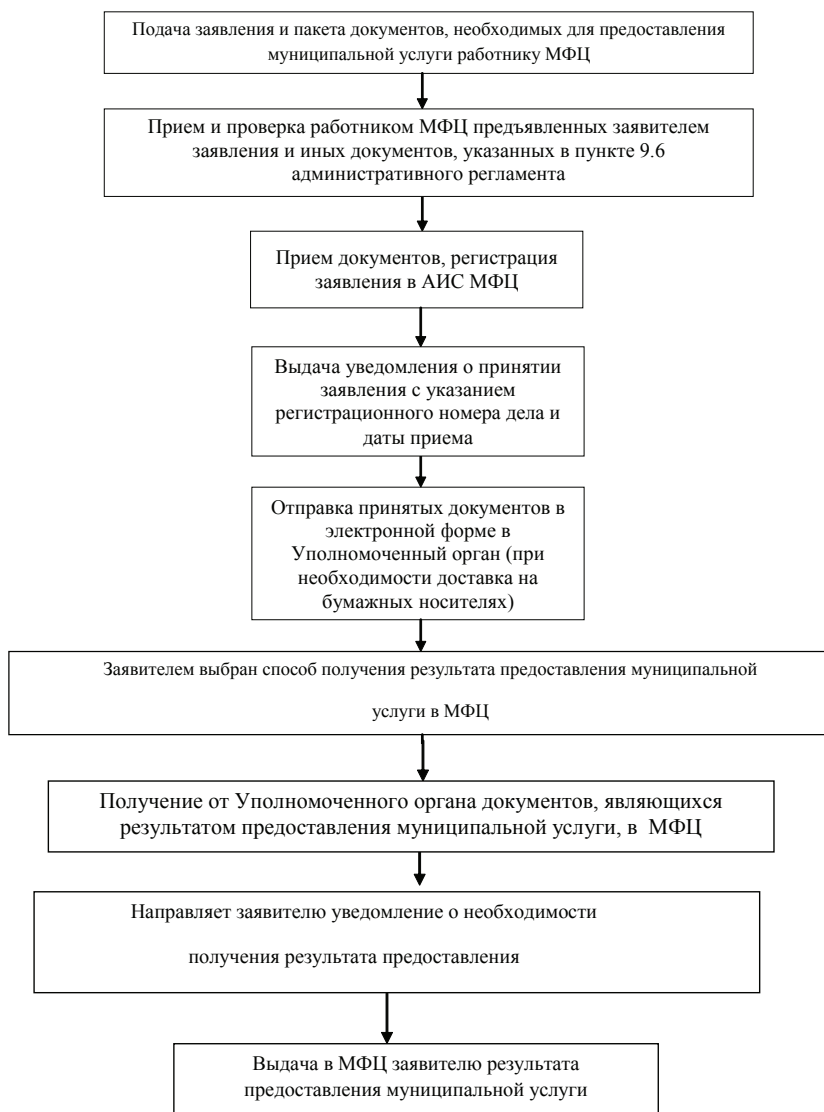 Подача заявления и пакета документов, необходимых для предоставления
муниципальной услуги работнику МФЦ
Прием и проверка работником МФЦ предъявленных заявителем
заявления и иных документов, указанных в пункте 9.6
административного регламента
Прием документов, регистрация
заявления в АИС МФЦ
Выдача уведомления о принятии
заявления с указанием
регистрационного номера дела и
даты приема
Отправка принятых документов в
электронной форме в
Уполномоченный орган (при
необходимости доставка на
бумажных носителях)
Заявителем выбран способ получения результата предоставления муниципальной
услуги в МФЦ
Получение от Уполномоченного органа документов, являющихся
результатом предоставления муниципальной услуги, в МФЦ
Направляет заявителю уведомление о необходимости
получения результата предоставления
Выдача в МФЦ заявителю результата
предоставления муниципальной услуги